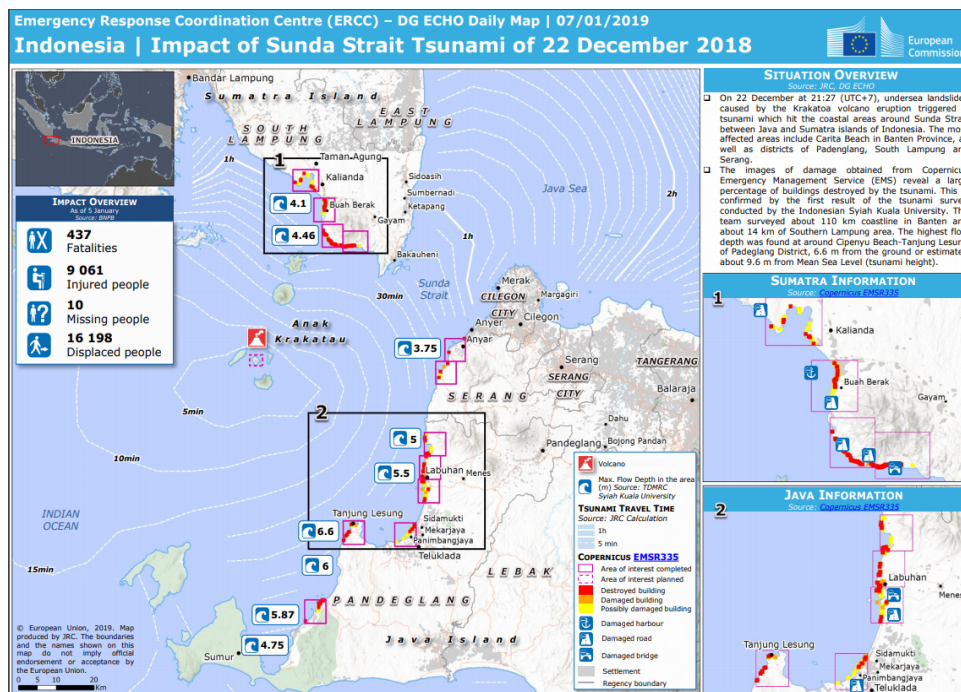 Emergency Response Coordination Centre (ERCC) – DG ECHO Daily Map | 07/01/2019
Indonesia | Impact of Sunda Strait Tsunami of 22 December 2018
European
Commission
INDONESIA
IMPACT OVERVIEW
As of 5 January
Source: BNPB
437
Fatalities
9 061
Injured people
10
Missing people
16 198
Displaced people
Bandar Lampung
Sumatra Island
EAST
LAMPUNG
SOUTH
LAMPUNG
1h
1
Taman Agung
Kalianda
4.1
Buah Berak
4.46
Sidoasih
Sumbernadi
Ketapang
Gayam
Bakauheni
Java Sea
2h
1h
Sunda
Strait
30min
Merak
CILEGON
CITY
Margagiri
Cilegon
Anyer
Anyar
3.75
Anak
Krakatau
Serang
SERANG
CITY
TANGERANG
Balaraja
SERANG
5min
2
5
5.5
Labuhan
Menes
Dahu
Pandeglang
Bojong Pandan
10min
Tanjung Lesung
6.6
Sidamukti
Mekarjaya
Panimbangjaya
Teluklada
INDIAN
OCEAN
15min
6
LEBAK
PANDEGLANG
5.87
4.75
Sumur
Java Island
Volcano
Max. Flow Depth in the area
(m) Source: TDMRC
Syiah Kuala University
TSUNAMI TRAVEL TIME
Source: JRC Calculation
1h
5 min
COPERNICUS EMSR335
Area of interest completed
Area of interest planned
Destroyed building
Damaged building
Possibly damaged building
Damaged harbour
Damaged road
Damaged bridge
Settlement
Regency boundary
© European Union, 2019. Map
produced by JRC. The boundaries
and the names shown on this
map do not imply official
endorsement or acceptance by
the European Union.
0 5 10 20
Km
SITUATION OVERVIEW
Source: JRC, DG ECHO
On 22 December at 21:27 (UTC+7), undersea landslide
caused by the Krakatoa volcano eruption triggered
tsunami which hit the coastal areas around Sunda Stra
between Java and Sumatra islands of Indonesia. The mo
affected areas include Carita Beach in Banten Province, a
well as districts of Padenglang, South Lampung an
Serang.
The images of damage obtained from Copernicu
Emergency Management Service (EMS) reveal a larg
percentage of buildings destroyed by the tsunami. This
confirmed by the first result of the tsunami surve
conducted by the Indonesian Syiah Kuala University. Th
team surveyed about 110 km coastline in Banten an
about 14 km of Southern Lampung area. The highest flo
depth was found at around Cipenyu Beach-Tanjung Lesun
of Padeglang District, 6.6 m from the ground or estimate
about 9.6 m from Mean Sea Level (tsunami height).
SUMATRA INFORMATION
Source: Copernicus EMSR335
1
Kalianda
Buah Berak
Gayam
JAVA INFORMATION
Source: Copernicus EMSR335
2
Labuhan
Menes
Tanjung Lesung
Sidamukti
Mekarjaya
Panimbangjaya
Teluklada